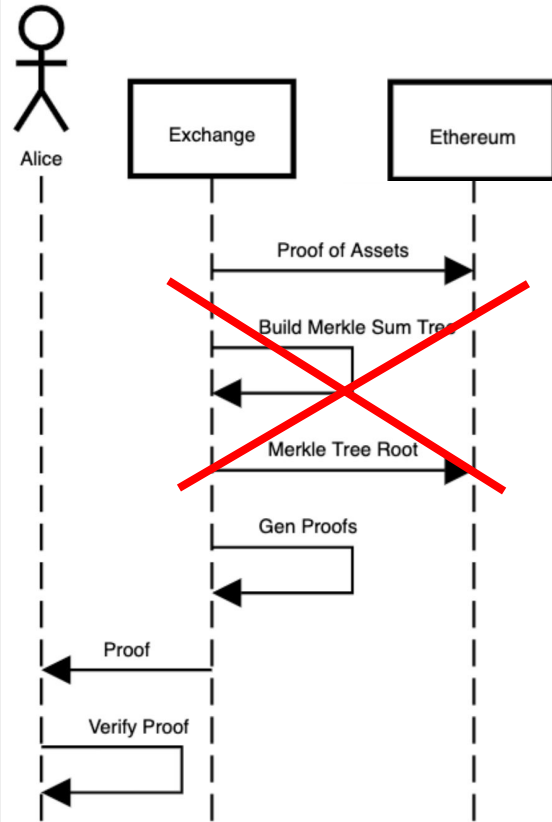 Alice
Exchange
Ethereum
Proof of Assets
Build Merkle Sum Tree
Merkle Tree Root
Gen Proofs
Proof
Verify Proof